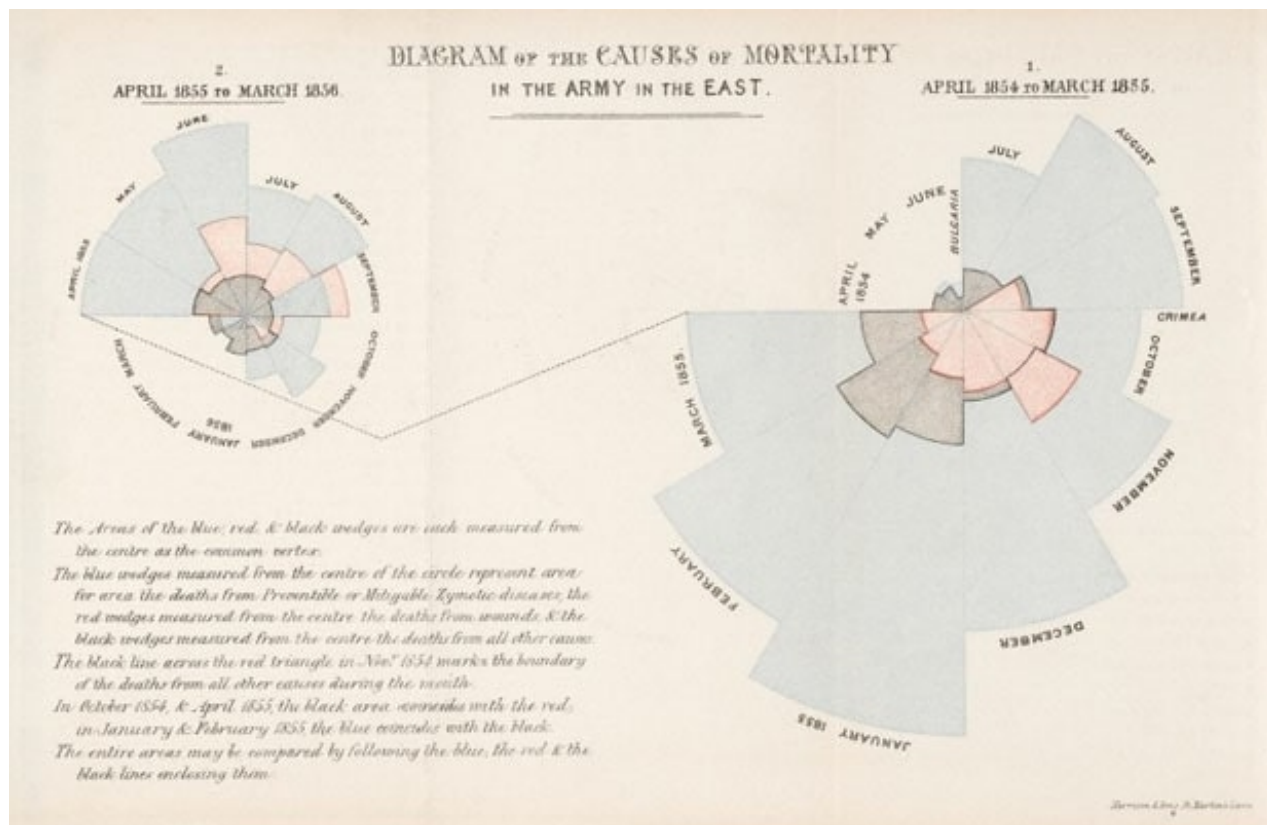 DIAGRAM OF THE CAUSES OF MORTALITY
IN THE ARMY IN THE EAST.
2.
APRIL 1855 TO MARCH 1856.
1.
APRIL 1854 TO MARCH 1855.
APRIL 1855
MAY
JUNE
JULY
AUGUST
SEPTEMBER
OCTOBER
NOVEMBER
DECEMBER
JANUARY
1856
FEBRUARY
MARCH
APRIL
1854
MAY
JUNE
BULGARIA
JULY
AUGUST
SEPTEMBER
CRIMEA
OCTOBER
NOVEMBER
DECEMBER
JANUARY 1855
FEBRUARY
MARCH 1855.
The Areas of the blue, red, & black wedges are each measured from
the centre as the common vertex.
The blue wedges measured from the centre of the circle represent area
for area the deaths from Preventible or Mitigable Zymotic diseases, the
red wedges measured from the centre the deaths from wounds, & the
black wedges measured from the centre the deaths from all other causes.
The black line across the red triangle in Novr. 1854 marks the boundary
of the deaths from all other causes during the month.
In October 1854, & April 1855, the black area coincides with the red,
in January & February 1855, the blue coincides with the black.
The entire areas may be compared by following the blue, the red & the
black lines enclosing them.
Harrison & Sons, St. Martin's Lane